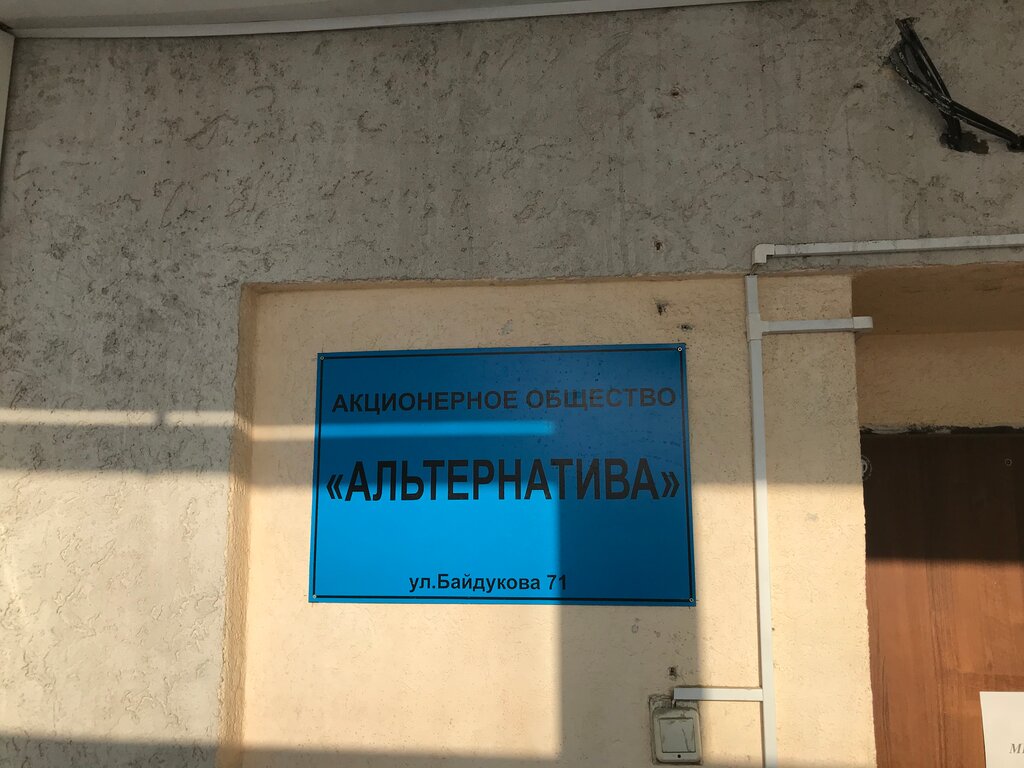 АКЦИОНЕРНОЕ ОБЩЕСТВО
«АЛЬТЕРНАТИВА»
ул.Байдукова 71